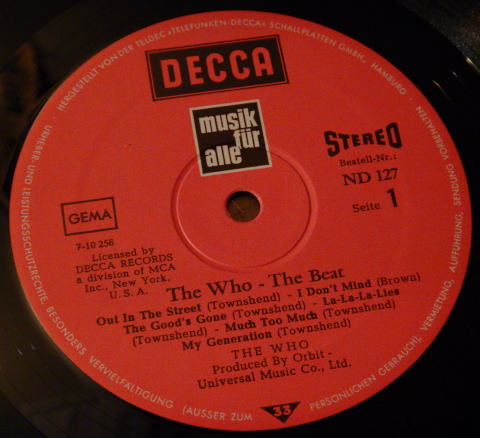 HERGESTELLT VON DER TELDEC »TELEFUNKEN-DECCA« SCHALLPLATTEN GMBH, HAMBURG
DECCA
musik
für
alle
STEREO
Bestell-Nr.:
ND 127
Seite 1
GEMA
7-10 256
Licensed by
DECCA RECORDS
a division of MCA
Inc., New York.
U. S. A.
The Who - The Beat
Out In The Street (Townshend) - I Don't Mind (Brown)
The Good's Gone (Townshend) - La-La-La-Lies
(Townshend) - Much Too Much (Townshend)
My Generation (Townshend)
THE WHO
Produced By Orbit -
Universal Music Co., Ltd.
33
URHEBER- UND LEISTUNGSSCHUTZRECHTE, BESONDERS VERVIELFÄLTIGUNG (AUSSER ZUM PERSÖNLICHEN GEBRAUCH), VERMIETUNG, AUFFÜHRUNG, SENDUNG VORBEHALTEN